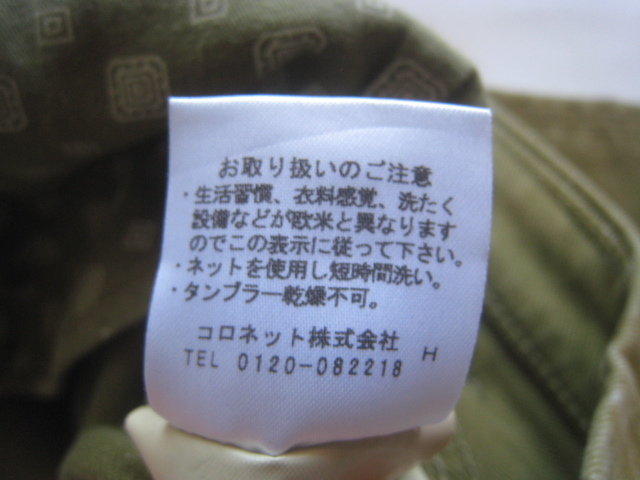 お取り扱いのご注意
・生活習慣、衣料感覚、洗たく
設備などが欧米と異なります
のでこの表示に従って下さい。
・ネットを使用し短時間洗い。
・タンブラー乾燥不可。
コロネット株式会社
TEL 0120-082218 H